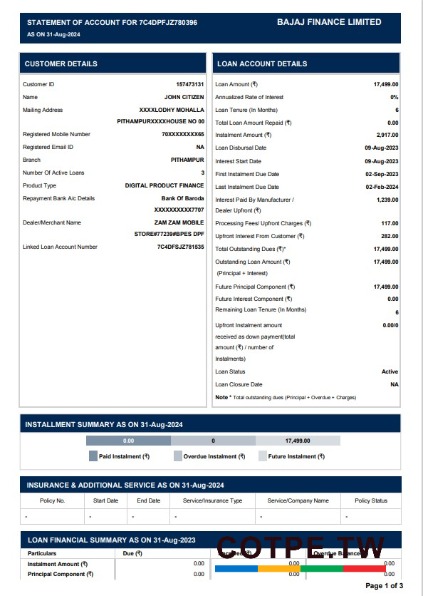 STATEMENT OF ACCOUNT FOR 7C4DPFJZ780396
BAJAJ FINANCE LIMITED
AS ON 31-Aug-2024
CUSTOMER DETAILS
Customer ID 157473131
Name JOHN CITIZEN
Mailing Address XXXXLODHY MOHALLA
PITHAMPURXXXXHOUSE NO 00
Registered Mobile Number 70XXXXXXXX65
Registered Email ID NA
Branch PITHAMPUR
Number Of Active Loans 3
Product Type DIGITAL PRODUCT FINANCE
Repayment Bank A/c Details Bank Of Baroda
XXXXXXXXXX7707
Dealer/Merchant Name ZAM ZAM MOBILE
STORE#77239#BPES DPF
Linked Loan Account Number 7C4DFSJZ781535
LOAN ACCOUNT DETAILS
Loan Amount (₹) 17,499.00
Annualized Rate of Interest 0%
Loan Tenure (In Months) 6
Total Loan Amount Repaid (₹) 0.00
Instalment Amount (₹) 2,917.00
Loan Disbursal Date 09-Aug-2023
Interest Start Date 09-Aug-2023
First Instalment Due Date 02-Sep-2023
Last Instalment Due Date 02-Feb-2024
Interest Paid By Manufacturer / 1,239.00
Dealer Upfront (₹)
Processing Fees/ Upfront Charges (₹) 117.00
Upfront Interest From Customer (₹) 282.00
Total Outstanding Dues (₹)* 17,499.00
Outstanding Loan Amount (₹) 17,499.00
(Principal + Interest)
Future Principal Component (₹) 17,499.00
Future Interest Component (₹) 0.00
Remaining Loan Tenure (In Months) 6
Upfront Instalment amount 0.00/0
received as down payment(total
amount (₹) / number of
Instalments)
Loan Status Active
Loan Closure Date NA
Note * Total outstanding dues (Principal + Overdue + Charges)
INSTALLMENT SUMMARY AS ON 31-Aug-2024
0.00 0 17,499.00
Paid Instalment (₹) Overdue Instalment (₹) Future Instalment (₹)
INSURANCE & ADDITIONAL SERVICE AS ON 31-Aug-2024
Policy No. Start Date End Date Service/Insurance Type Service/Company Name Policy Status
- - - - - -
LOAN FINANCIAL SUMMARY AS ON 31-Aug-2023
COTPE.TW
Particulars Due (₹) Overdue Balance
Instalment Amount (₹) 0.00 0.00 0.00
Principal Component (₹) 0.00 0.00 0.00
Page 1 of 3